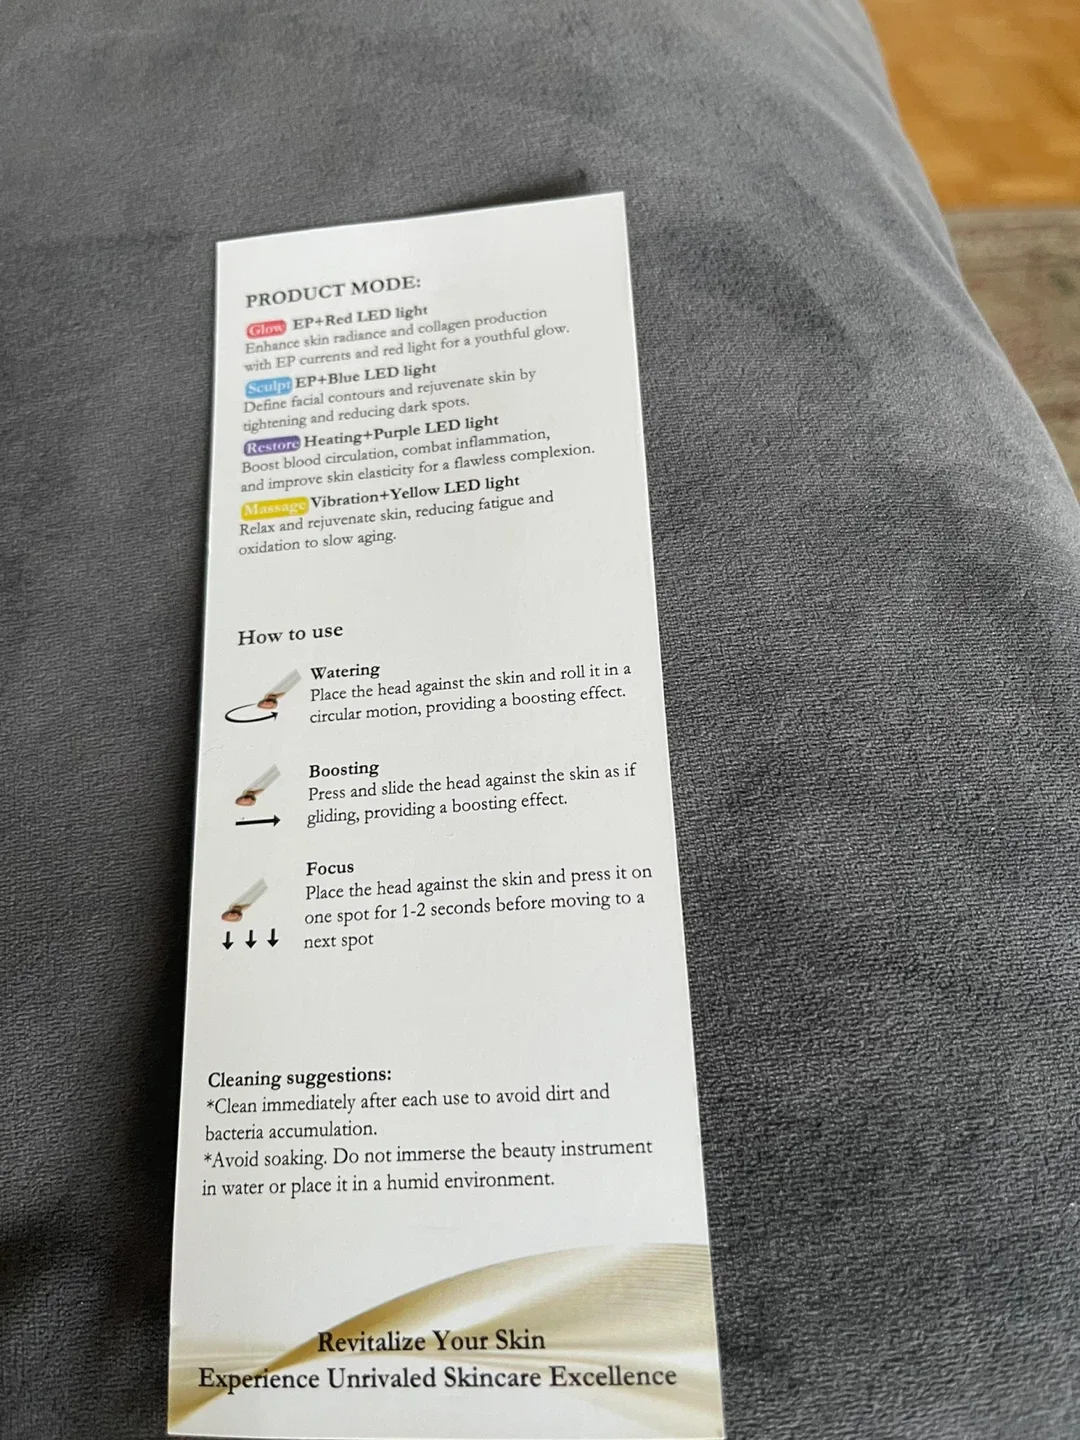 PRODUCT MODE:
Glow EP+Red LED light
Enhance skin radiance and collagen production
with EP currents and red light for a youthful glow.
Sculpt EP+Blue LED light
Define facial contours and rejuvenate skin by
tightening and reducing dark spots.
Restore Heating+Purple LED light
Boost blood circulation, combat inflammation,
and improve skin elasticity for a flawless complexion.
Massage Vibration+Yellow LED light
Relax and rejuvenate skin, reducing fatigue and
oxidation to slow aging.
How to use
Watering
Place the head against the skin and roll it in a
circular motion, providing a boosting effect.
Boosting
Press and slide the head against the skin as if
gliding, providing a boosting effect.
Focus
Place the head against the skin and press it on
one spot for 1-2 seconds before moving to a
next spot
Cleaning suggestions:
*Clean immediately after each use to avoid dirt and
bacteria accumulation.
*Avoid soaking. Do not immerse the beauty instrument
in water or place it in a humid environment.
Revitalize Your Skin
Experience Unrivaled Skincare Excellence